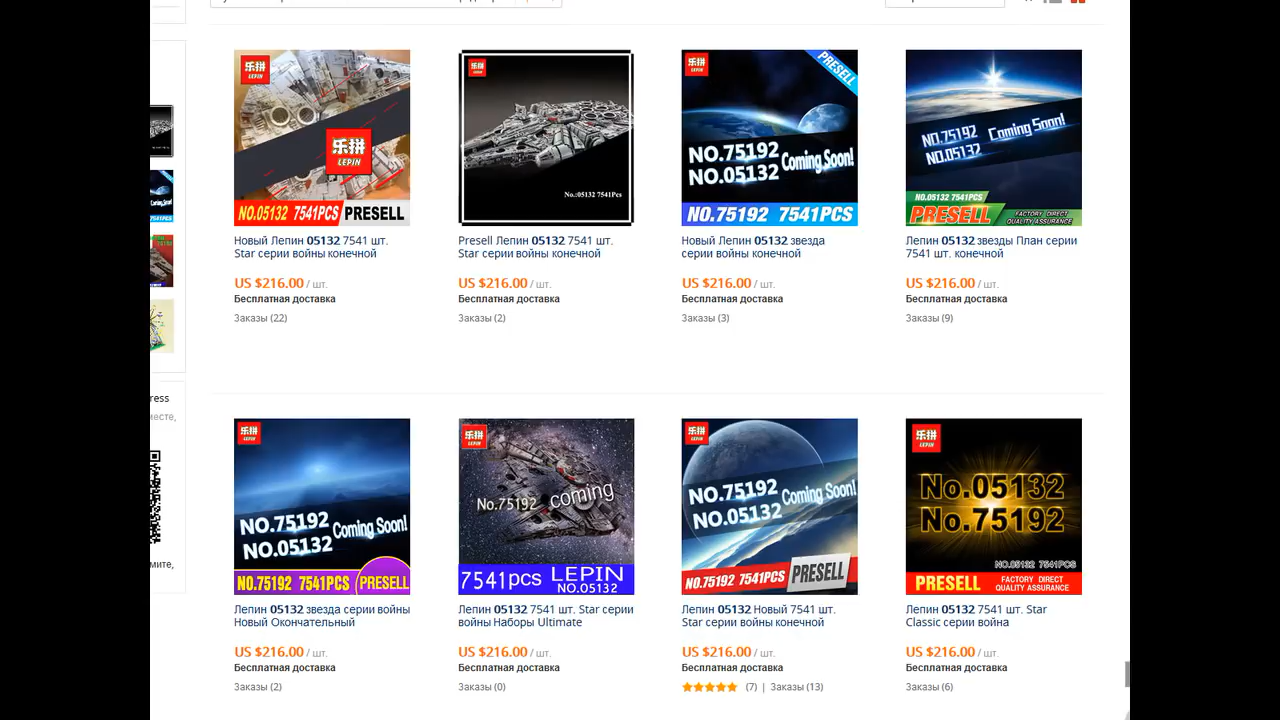 乐拼
LEPIN
乐拼
LEPIN
NO.05132 7541PCS PRESELL
Новый Лепин 05132 7541 шт.
Star серии войны конечной
US $216.00 / шт.
Бесплатная доставка
Заказы (22)
乐拼
LEPIN
No.:05132 7541Pcs
Presell Лепин 05132 7541 шт.
Star серии войны конечной
US $216.00 / шт.
Бесплатная доставка
Заказы (2)
乐拼
LEPIN
PRESELL
NO.75192
NO.05132
Coming Soon!
NO.75192 7541PCS
Новый Лепин 05132 звезда
серии войны конечной
US $216.00 / шт.
Бесплатная доставка
Заказы (3)
NO.75192
NO.05132
Coming Soon!
NO.05132 7541PCS
PRESELL
FACTORY DIRECT
QUALITY ASSURANCE
Лепин 05132 звезды План серии
7541 шт. конечной
US $216.00 / шт.
Бесплатная доставка
Заказы (9)
ress
месте,
мите,
乐拼
LEPIN
NO.75192
NO.05132
Coming Soon!
NO.75192 7541PCS PRESELL
Лепин 05132 звезда серии войны
Новый Окончательный
US $216.00 / шт.
Бесплатная доставка
Заказы (2)
乐拼
LEPIN
No.75192 coming
7541pcs LEPIN
NO.05132
Лепин 05132 7541 шт. Star серии
войны Наборы Ultimate
US $216.00 / шт.
Бесплатная доставка
Заказы (0)
乐拼
LEPIN
NO.75192
NO.05132
Coming Soon!
NO.75192 7541PCS PRESELL
Лепин 05132 Новый 7541 шт.
Star серии войны конечной
US $216.00 / шт.
Бесплатная доставка
(7) | Заказы (13)
乐拼
LEPIN
No.05132
No.75192
NO.05132 7541PCS
PRESELL
FACTORY DIRECT
QUALITY ASSURANCE
Лепин 05132 7541 шт. Star
Classic серии война
US $216.00 / шт.
Бесплатная доставка
Заказы (6)